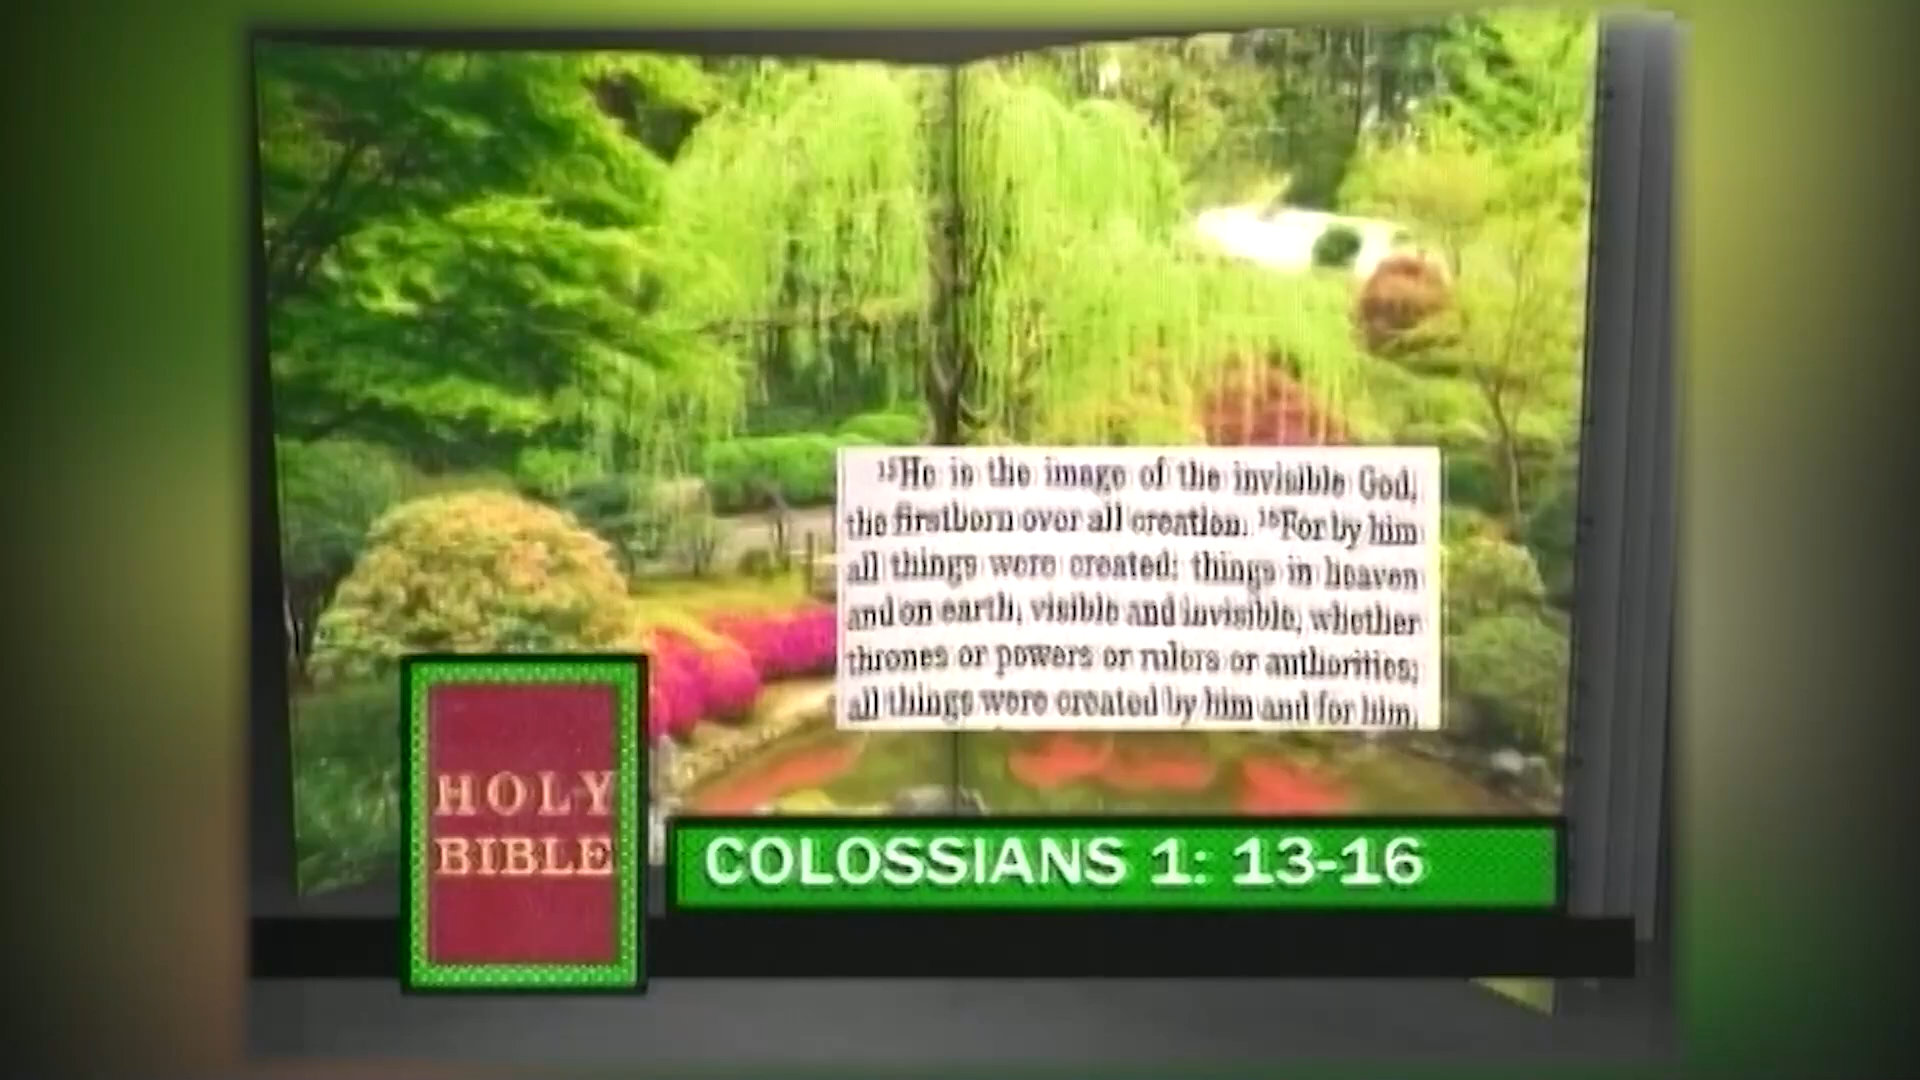 ¹⁵He is the image of the invisible God,
the firstborn over all creation. ¹⁶For by him
all things were created: things in heaven
and on earth, visible and invisible, whether
thrones or powers or rulers or authorities;
all things were created by him and for him.
HOLY
BIBLE
COLOSSIANS 1: 13-16